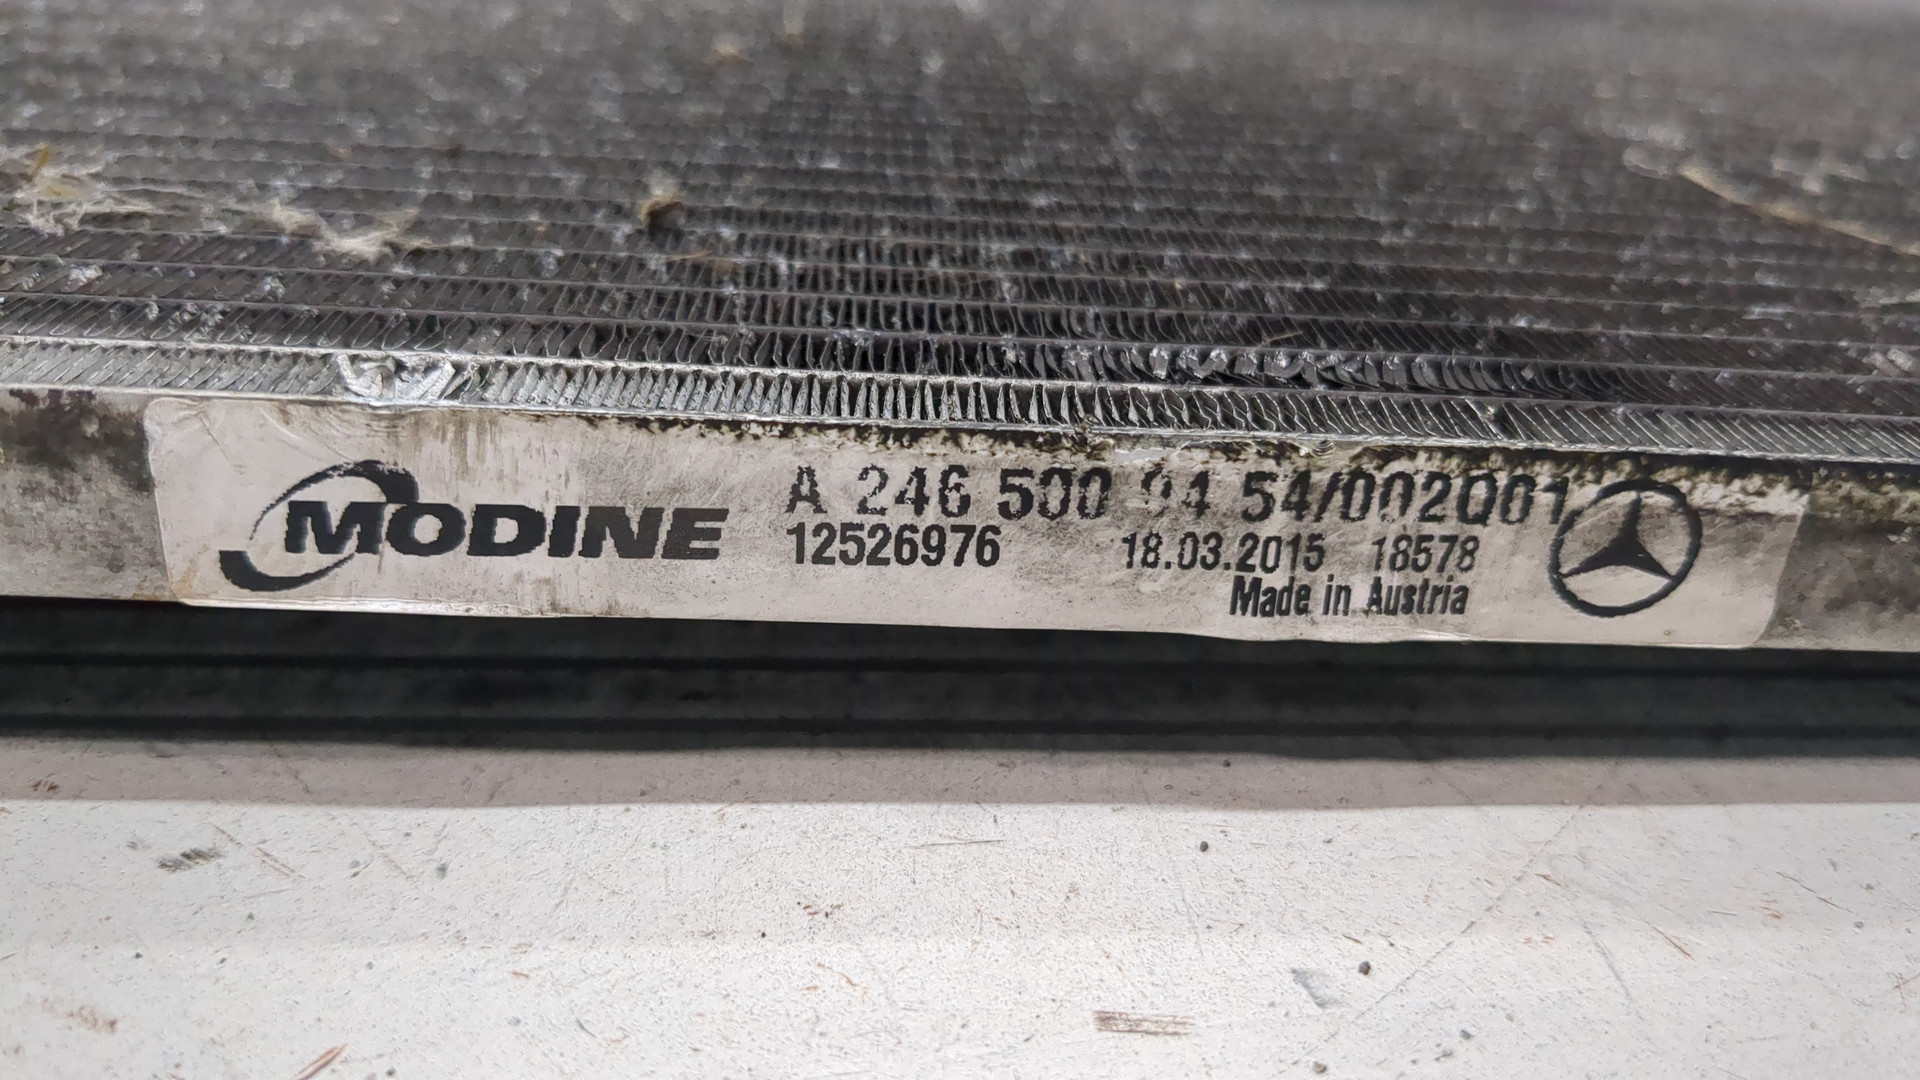 MODINE
A 246 500 04 54/002Q01
12526976 18.03.2015 18578
Made in Austria